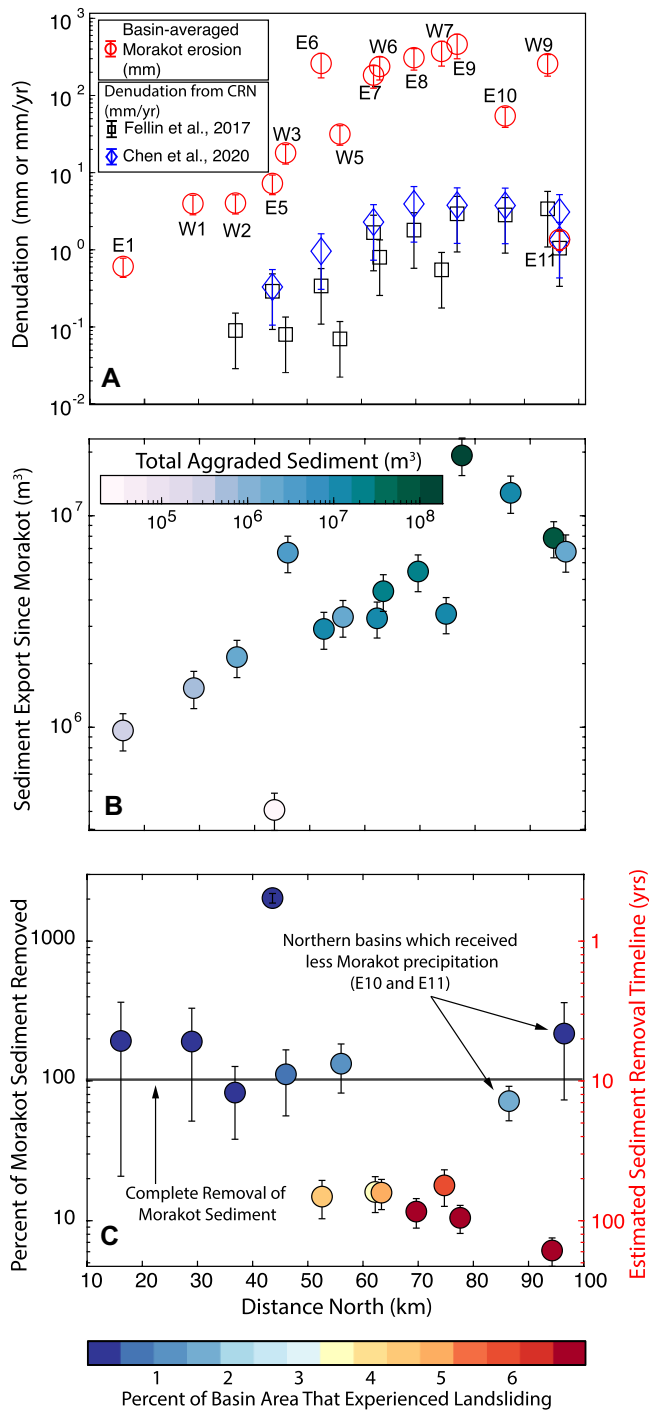 10³
10²
10¹
10⁰
10⁻¹
10⁻²
Denudation (mm or mm/yr)
Basin-averaged
Morakot erosion
(mm)
Denudation from CRN
(mm/yr)
Fellin et al., 2017
Chen et al., 2020
E1
W1
W2
E5
W3
E6
W5
E7
W6
E8
W7
E9
E10
W9
E11
A
Total Aggraded Sediment (m³)
10⁵
10⁶
10⁷
10⁸
10⁷
10⁶
Sediment Export Since Morakot (m³)
B
1000
100
10
Percent of Morakot Sediment Removed
Northern basins which received
less Morakot precipitation
(E10 and E11)
Complete Removal of
Morakot Sediment
C
1
10
100
Estimated Sediment Removal Timeline (yrs)
10 20 30 40 50 60 70 80 90 100
Distance North (km)
1 2 3 4 5 6
Percent of Basin Area That Experienced Landsliding